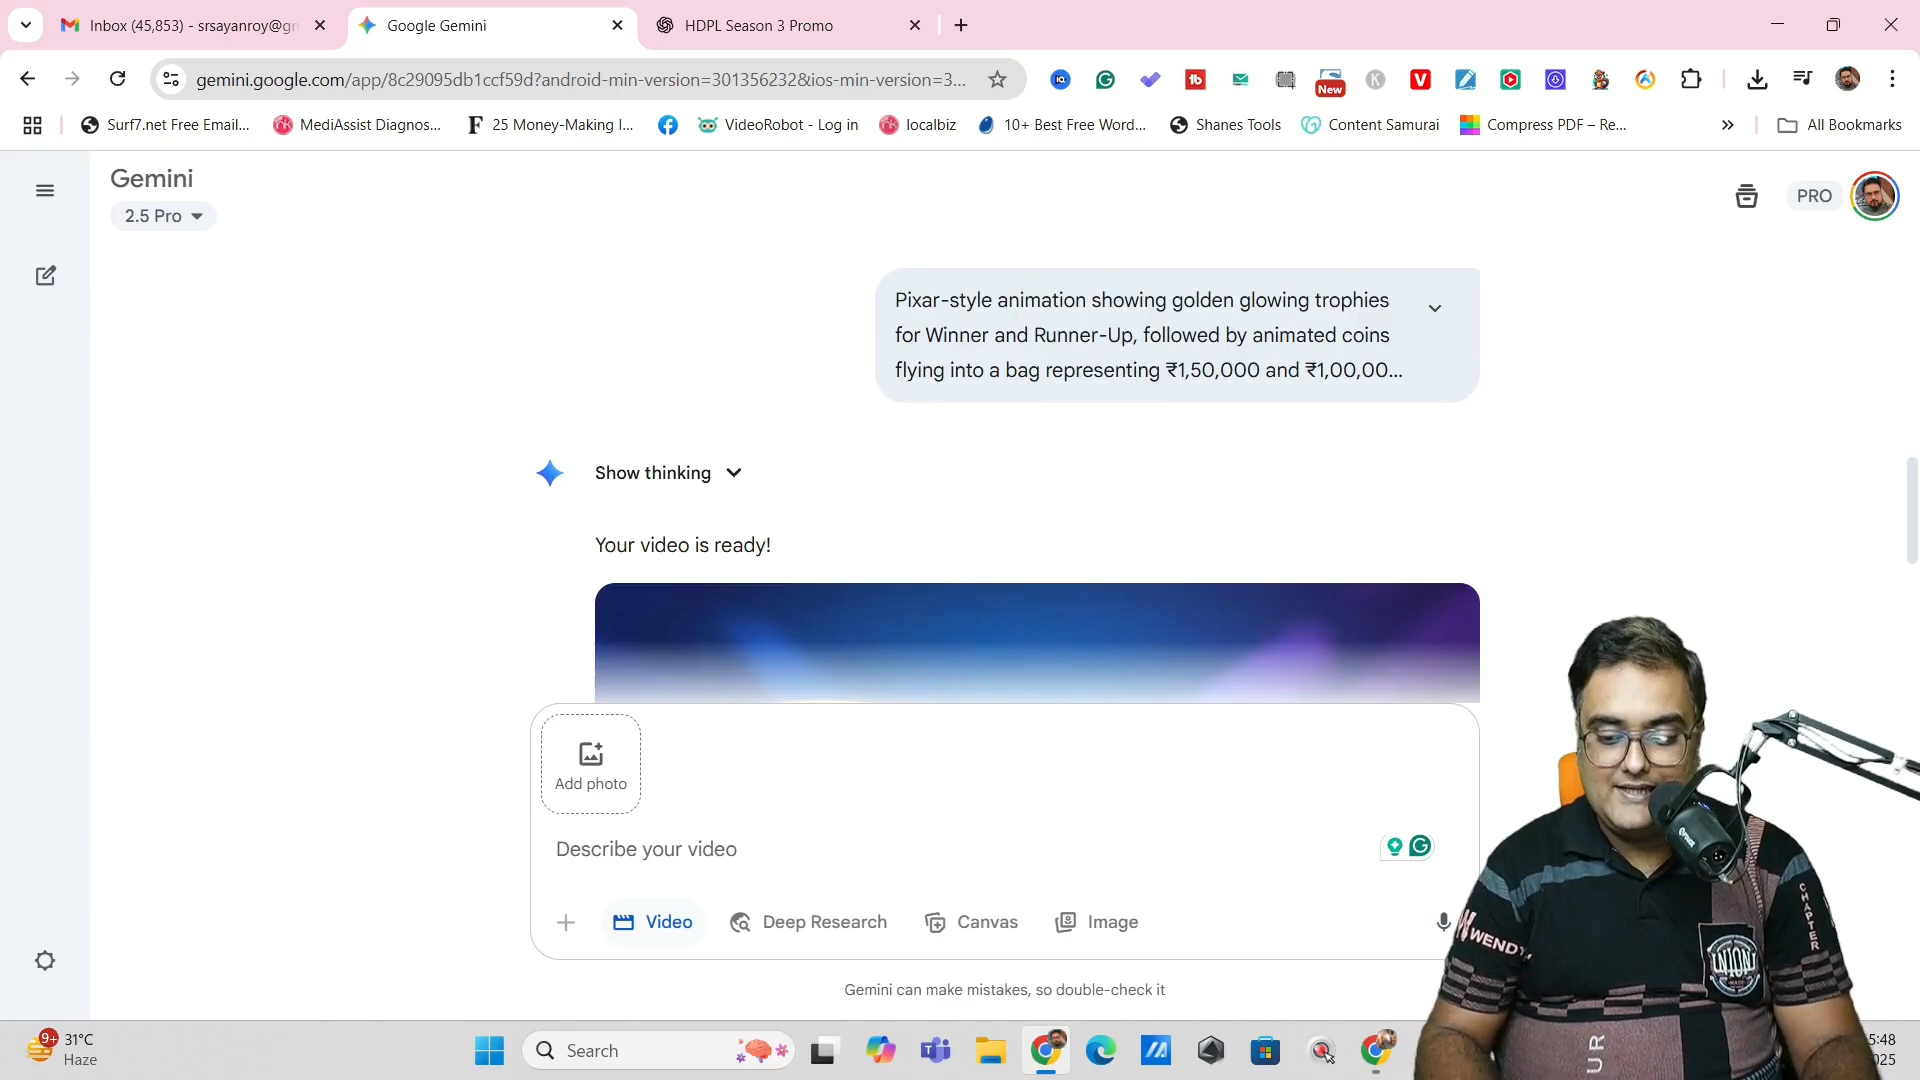 Inbox (45,853) - srsayanroy@gn
Google Gemini
HDPL Season 3 Promo
gemini.google.com/app/8c29095db1ccf59d?android-min-version=301356232&ios-min-version=3...
New
Surf7.net Free Email...
MediAssist Diagnos...
25 Money-Making I...
VideoRobot - Log in
localbiz
10+ Best Free Word...
Shanes Tools
Content Samurai
Compress PDF – Re...
All Bookmarks
Gemini
2.5 Pro
PRO
Pixar-style animation showing golden glowing trophies
for Winner and Runner-Up, followed by animated coins
flying into a bag representing ₹1,50,000 and ₹1,00,00...
Show thinking
Your video is ready!
Add photo
Describe your video
Video
Deep Research
Canvas
Image
Gemini can make mistakes, so double-check it
WENDY
CHAPTER
UNION
UR
9+
31°C
Haze
Search
5:48
025